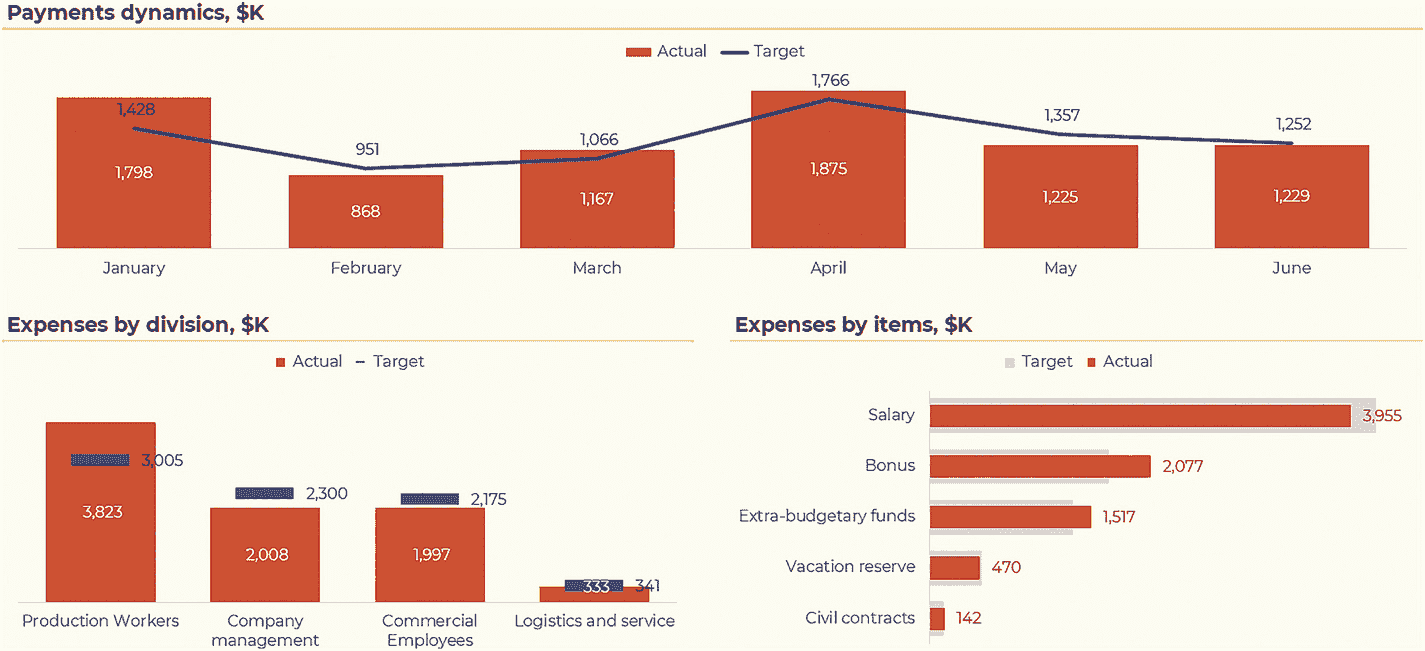 Payments dynamics, $K
Actual Target
1,428 951 1,066 1,766 1,357 1,252
1,798 868 1,167 1,875 1,225 1,229
January February March April May June
Expenses by division, $K
Actual Target
3,005 2,300 2,175 341
3,823 2,008 1,997 333
Production Workers Company Commercial Logistics and service
management Employees
Expenses by items, $K
Target Actual
Salary 3,955
Bonus 2,077
Extra-budgetary funds 1,517
Vacation reserve 470
Civil contracts 142